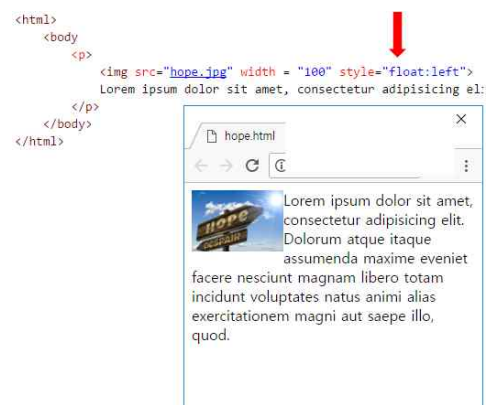 <html>
<body
<p>
<img src="hope.jpg" width = "100" style="float:left">
Lorem ipsum dolor sit amet, consectetur adipisicing el
</p>
</body>
</html>
hope.html
HOPE
DESPAIR
Lorem ipsum dolor sit amet,
consectetur adipisicing elit.
Dolorum atque itaque
assumenda maxime eveniet
facere nesciunt magnam libero totam
incidunt voluptates natus animi alias
exercitationem magni aut saepe illo,
quod.